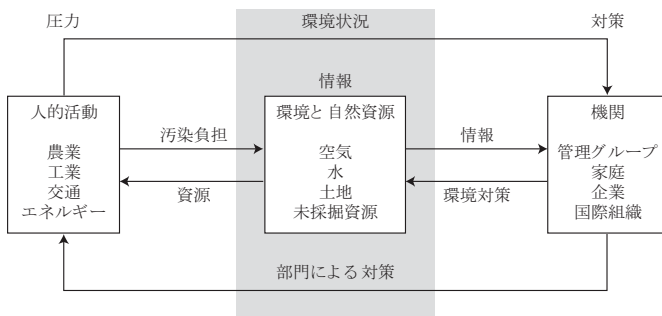 圧力
環境状況
対策
情報
人的活動
農業
工業
交通
エネルギー
汚染負担
資源
環境と自然資源
空気
水
土地
未採掘資源
情報
環境対策
機関
管理グループ
家庭
企業
国際組織
部門による対策